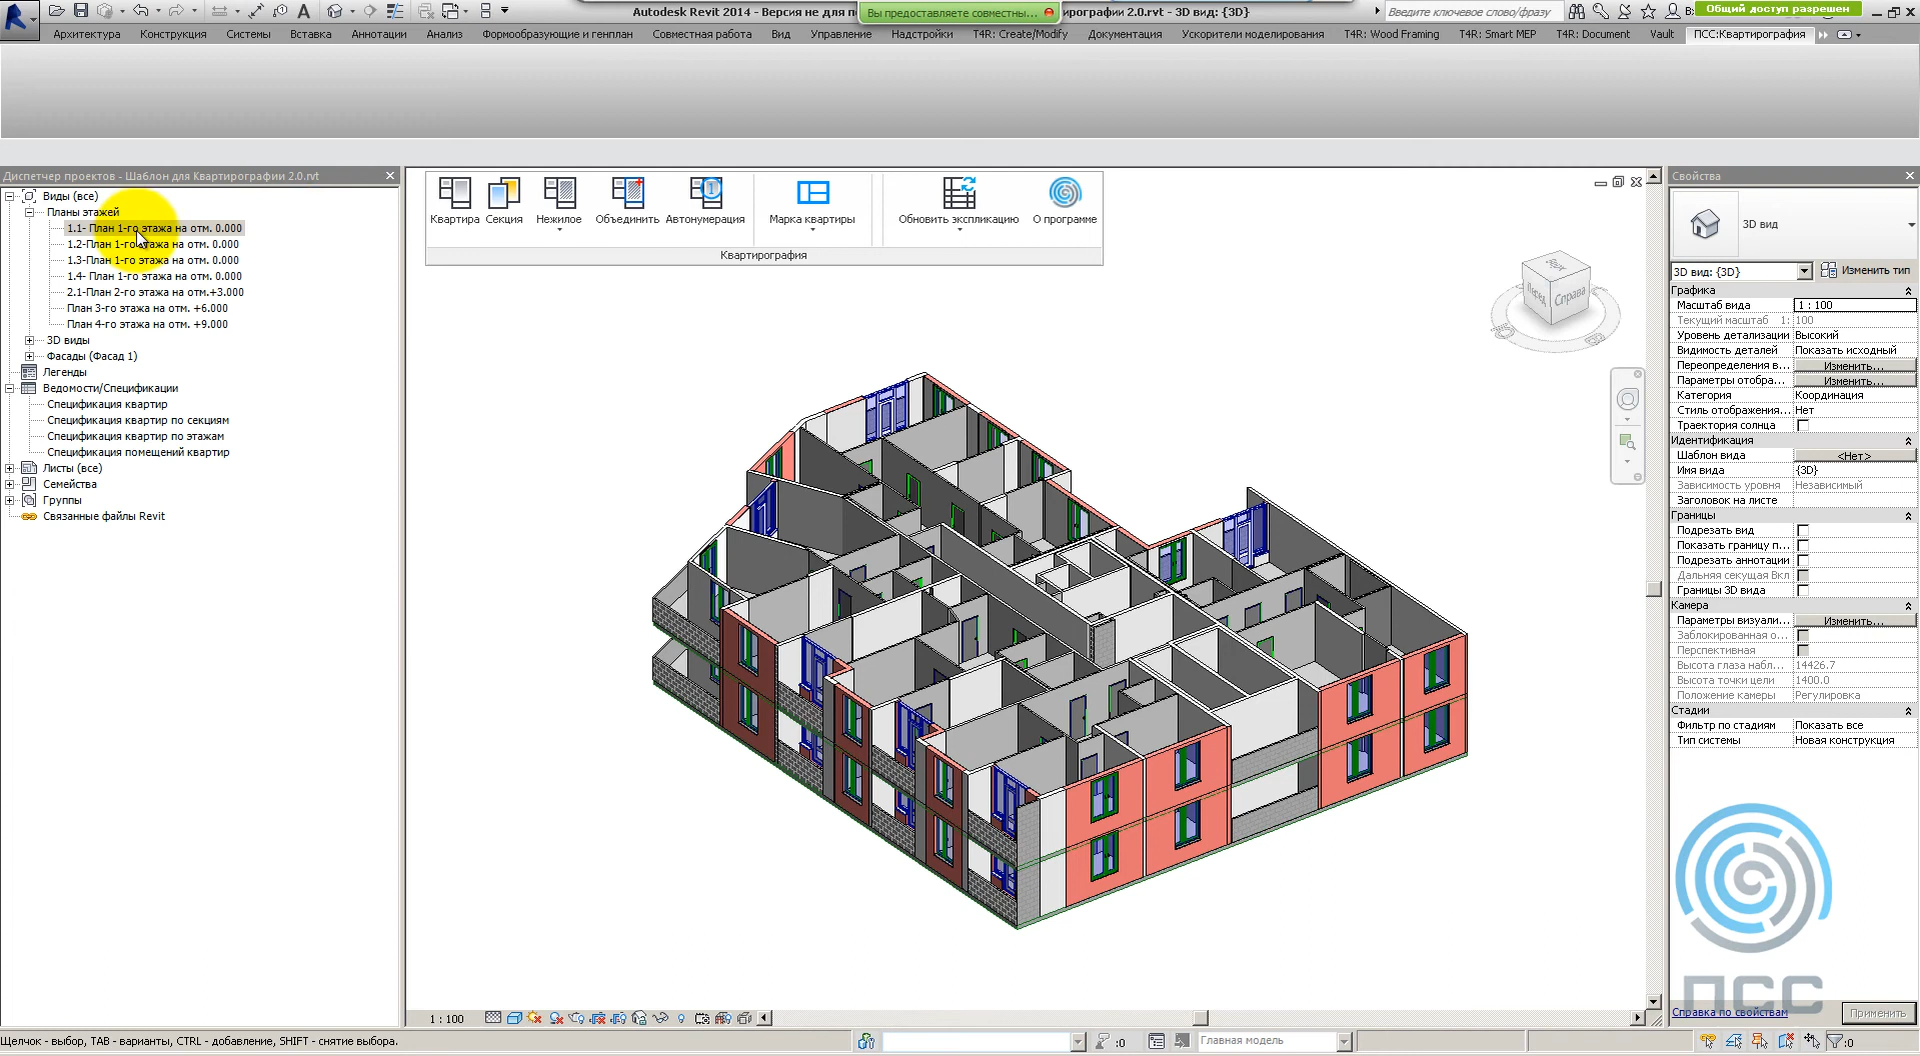 Autodesk Revit 2014 - Версия не для п
Вы предоставляете совместны...
ирографии 2.0.rvt - 3D вид: {3D}
Введите ключевое слово/фразу
Общий доступ разрешен
Архитектура
Конструкция
Системы
Вставка
Аннотации
Анализ
Формообразующие и генплан
Совместная работа
Вид
Управление
Надстройки
T4R: Create/Modify
Документация
Ускорители моделирования
T4R: Wood Framing
T4R: Smart MEP
T4R: Document
Vault
ПСС:Квартирография
Диспетчер проектов - Шаблон для Квартирографии 2.0.rvt
Виды (все)
Планы этажей
1.1- План 1-го этажа на отм. 0.000
1.2-План 1-го этажа на отм. 0.000
1.3-План 1-го этажа на отм. 0.000
1.4- План 1-го этажа на отм. 0.000
2.1-План 2-го этажа на отм.+3.000
План 3-го этажа на отм. +6.000
План 4-го этажа на отм. +9.000
3D виды
Фасады (Фасад 1)
Легенды
Ведомости/Спецификации
Спецификация квартир
Спецификация квартир по секциям
Спецификация квартир по этажам
Спецификация помещений квартир
Листы (все)
Семейства
Группы
Связанные файлы Revit
Квартира
Секция
Нежилое
Объединить
Автонумерация
Марка квартиры
Обновить экспликацию
О программе
Квартирография
Верх
Перед
Справа
Свойства
3D вид
3D вид: {3D}
Изменить тип
Графика
Масштаб вида 1 : 100
Текущий масштаб 1: 100
Уровень детализации Высокий
Видимость деталей Показать исходный
Переопределения в... Изменить...
Параметры отобра... Изменить...
Категория Координация
Стиль отображения... Нет
Траектория солнца
Идентификация
Шаблон вида <Нет>
Имя вида {3D}
Зависимость уровня Независимый
Заголовок на листе
Границы
Подрезать вид
Показать границу п...
Подрезать аннотации
Дальняя секущая Вкл
Границы 3D вида
Камера
Параметры визуали... Изменить...
Заблокированная о...
Перспективная
Высота глаза набл... 14426.7
Высота точки цели 1400.0
Положение камеры Регулировка
Стадии
Фильтр по стадиям Показать все
Тип системы Новая конструкция
ПСС
Справка по свойствам
Применить
1 : 100
Щелчок - выбор, TAB - варианты, CTRL - добавление, SHIFT - снятие выбора.
:0
Главная модель
:0